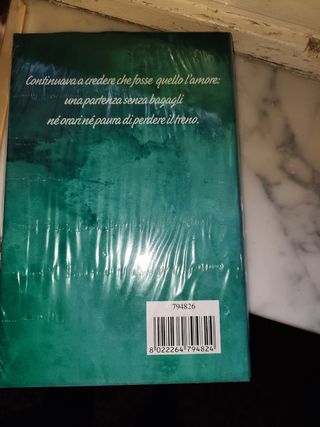 Continuava a credere che fosse quello l'amore:
una partenza senza bagagli
né orari né paura di perdere il treno.
794826
8 022264 794824